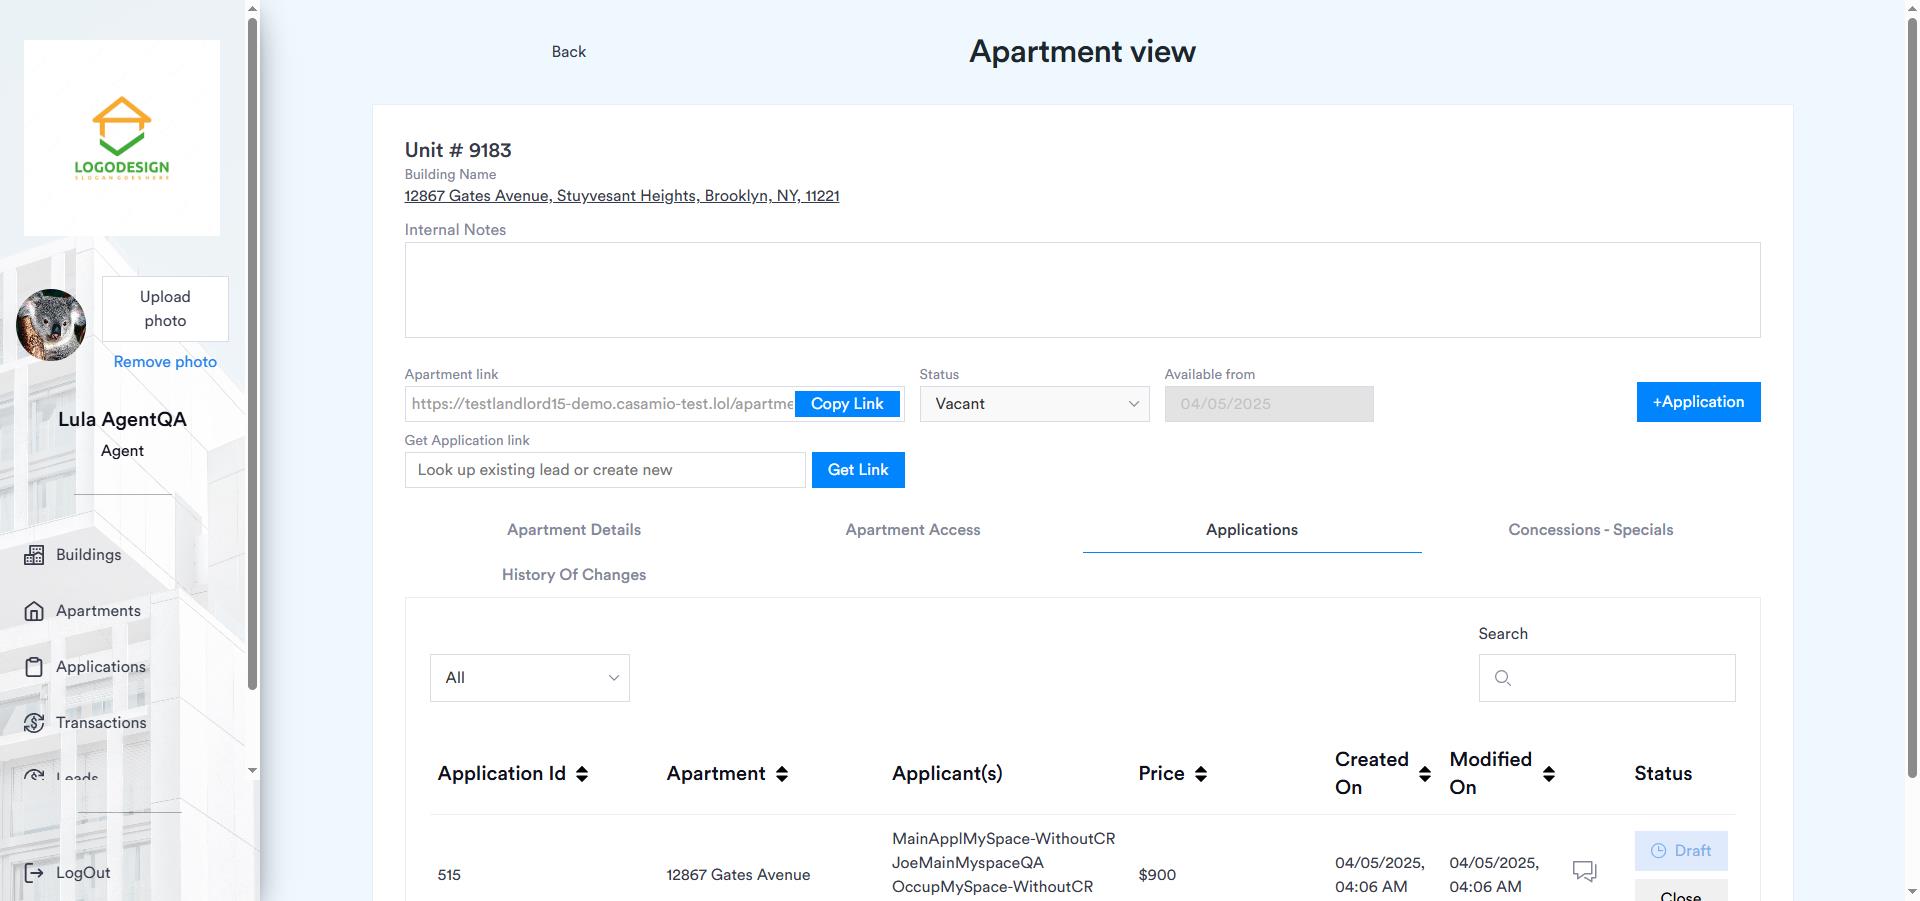 Back
Apartment view
LOGODESIGN
SLOGAN GOES HERE
Upload
photo
Remove photo
Lula AgentQA
Agent
Buildings
Apartments
Applications
Transactions
Leads
LogOut
Unit # 9183
Building Name
12867 Gates Avenue, Stuyvesant Heights, Brooklyn, NY, 11221
Internal Notes
Apartment link
https://testlandlord15-demo.casamio-test.lol/apartme
Copy Link
Status
Vacant
Available from
04/05/2025
+Application
Get Application link
Look up existing lead or create new
Get Link
Apartment Details
Apartment Access
Applications
Concessions - Specials
History Of Changes
All
Search
Application Id
Apartment
Applicant(s)
Price
Created
On
Modified
On
Status
515
12867 Gates Avenue
MainApplMySpace-WithoutCR
JoeMainMyspaceQA
OccupMySpace-WithoutCR
$900
04/05/2025,
04:06 AM
04/05/2025,
04:06 AM
Draft
Close